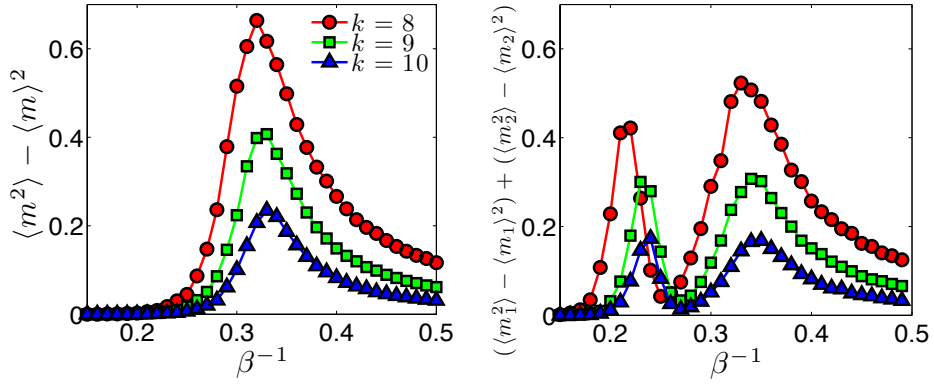 ⟨m²⟩ − ⟨m⟩²
0.6
0.4
0.2
0
k = 8
k = 9
k = 10
0.2 0.3 0.4 0.5
β⁻¹
(⟨m₁²⟩ − ⟨m₁⟩²) + (⟨m₂²⟩ − ⟨m₂⟩²)
0.6
0.4
0.2
0
0.2 0.3 0.4 0.5
β⁻¹